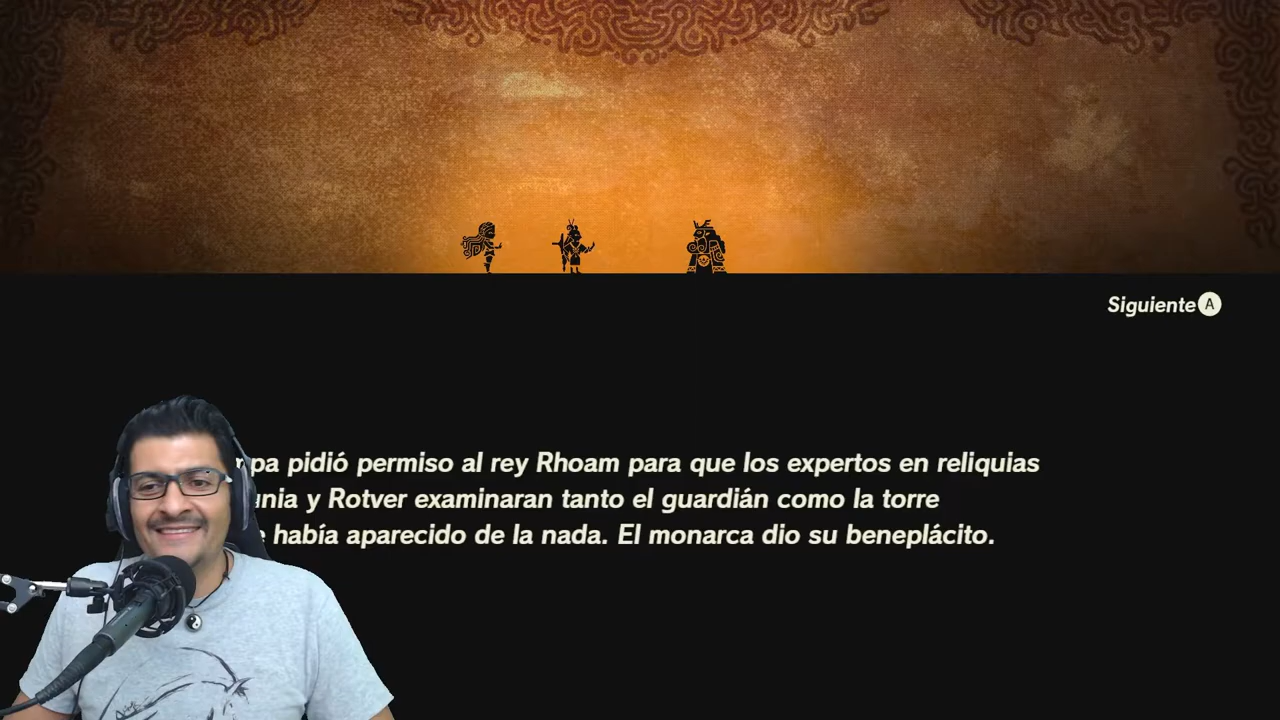 Siguiente A
pa pidió permiso al rey Rhoam para que los expertos en reliquias
unia y Rotver examinaran tanto el guardián como la torre
había aparecido de la nada. El monarca dio su beneplácito.